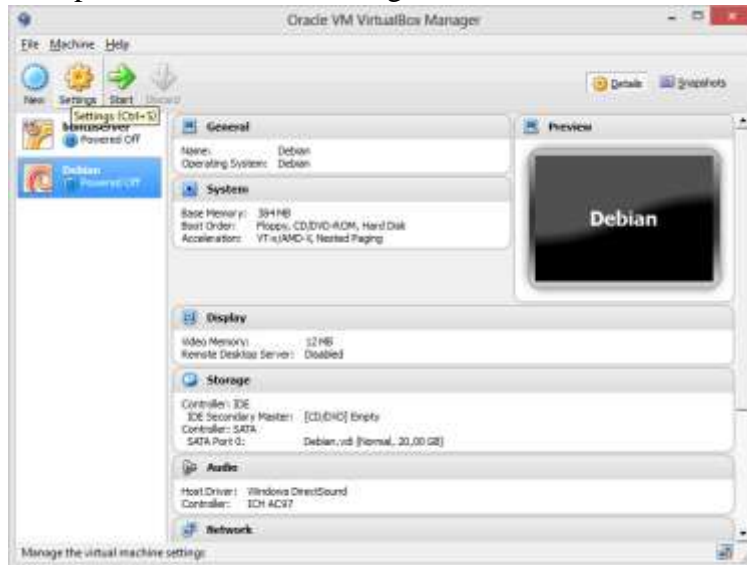 Oracle VM VirtualBox Manager
File Machine Help
New Settings Start Discard
Details Snapshots
Settings (Ctrl+S)
Powered Off
Debian
Powered Off
General
Name: Debian
Operating System: Debian
System
Base Memory: 384 MB
Boot Order: Floppy, CD/DVD-ROM, Hard Disk
Acceleration: VT-x/AMD-V, Nested Paging
Preview
Debian
Display
Video Memory: 12 MB
Remote Desktop Server: Disabled
Storage
Controller: IDE
IDE Secondary Master: [CD/DVD] Empty
Controller: SATA
SATA Port 0: Debian.vdi (Normal, 20,00 GB)
Audio
Host Driver: Windows DirectSound
Controller: ICH AC97
Network
Manage the virtual machine settings